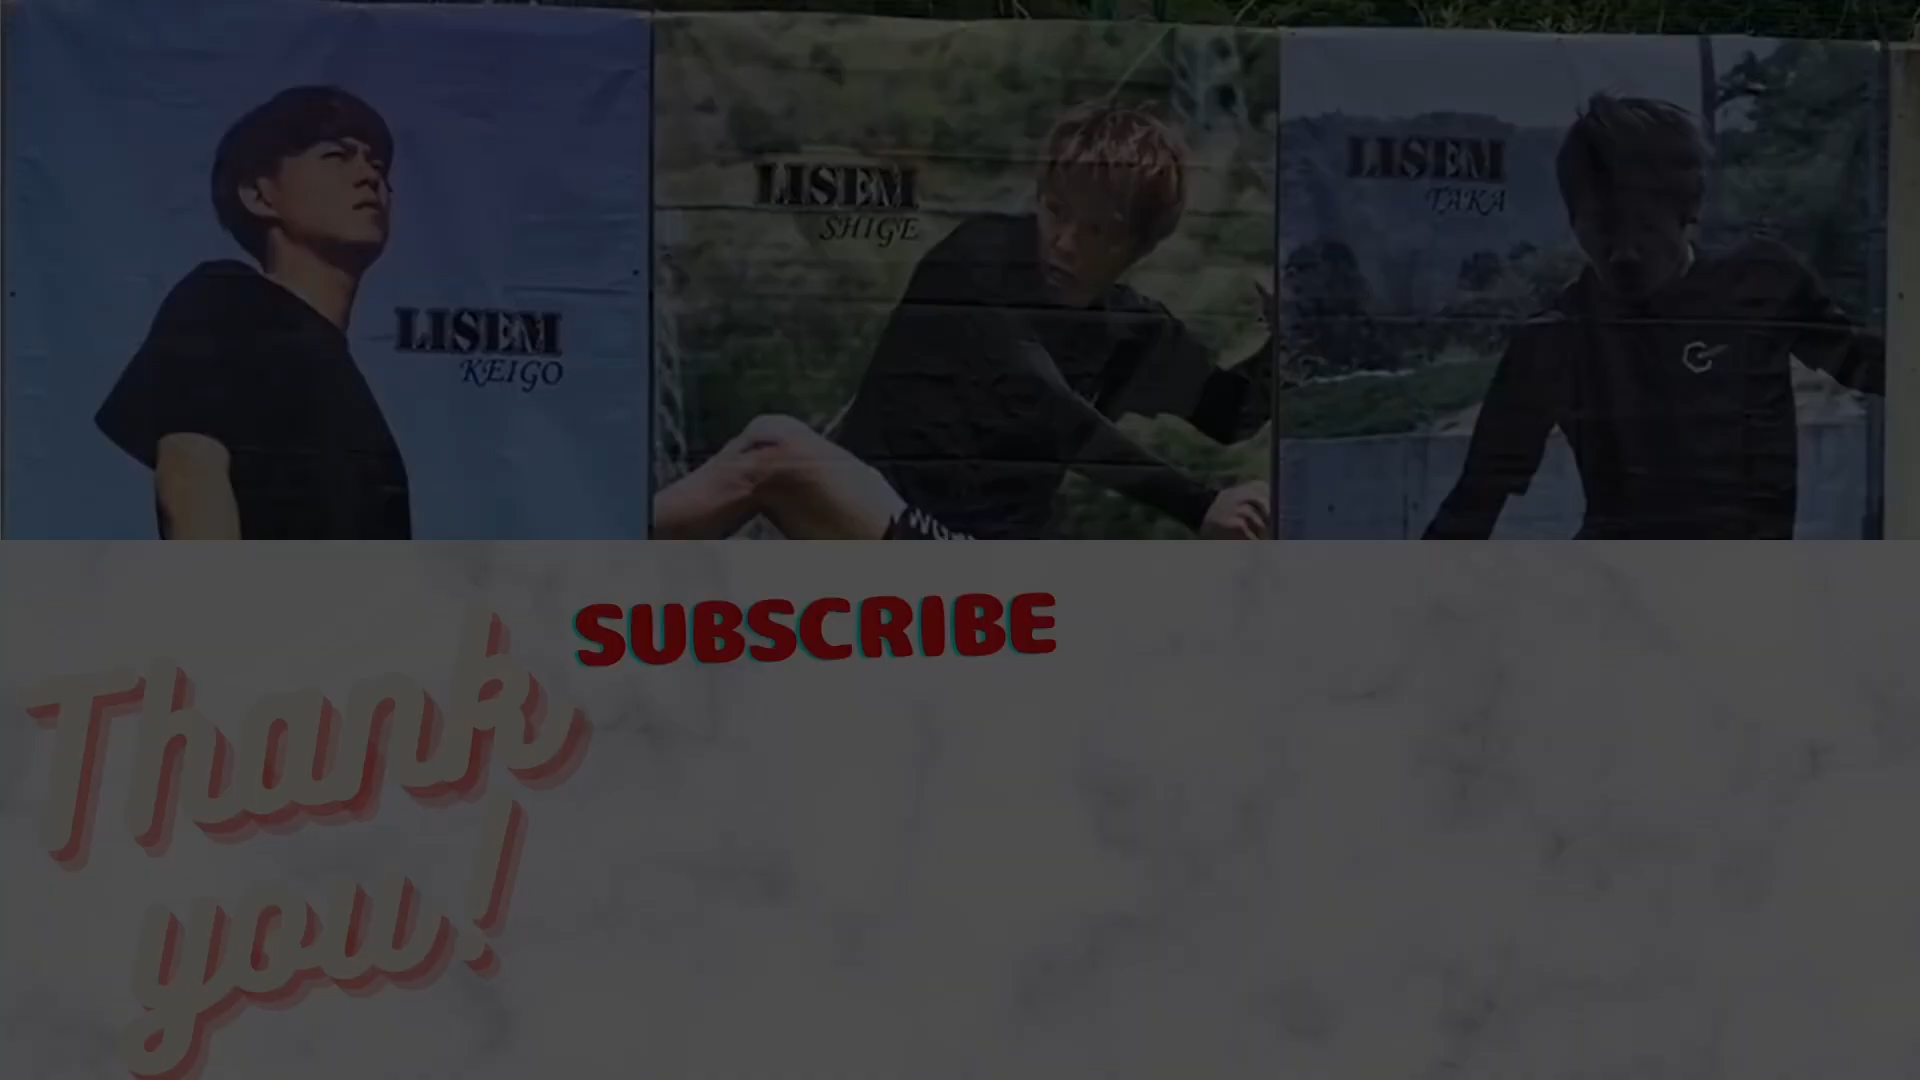 LISEM
KEIGO
LISEM
SHIGE
LISEM
TAKA
SUBSCRIBE
Thank
you!